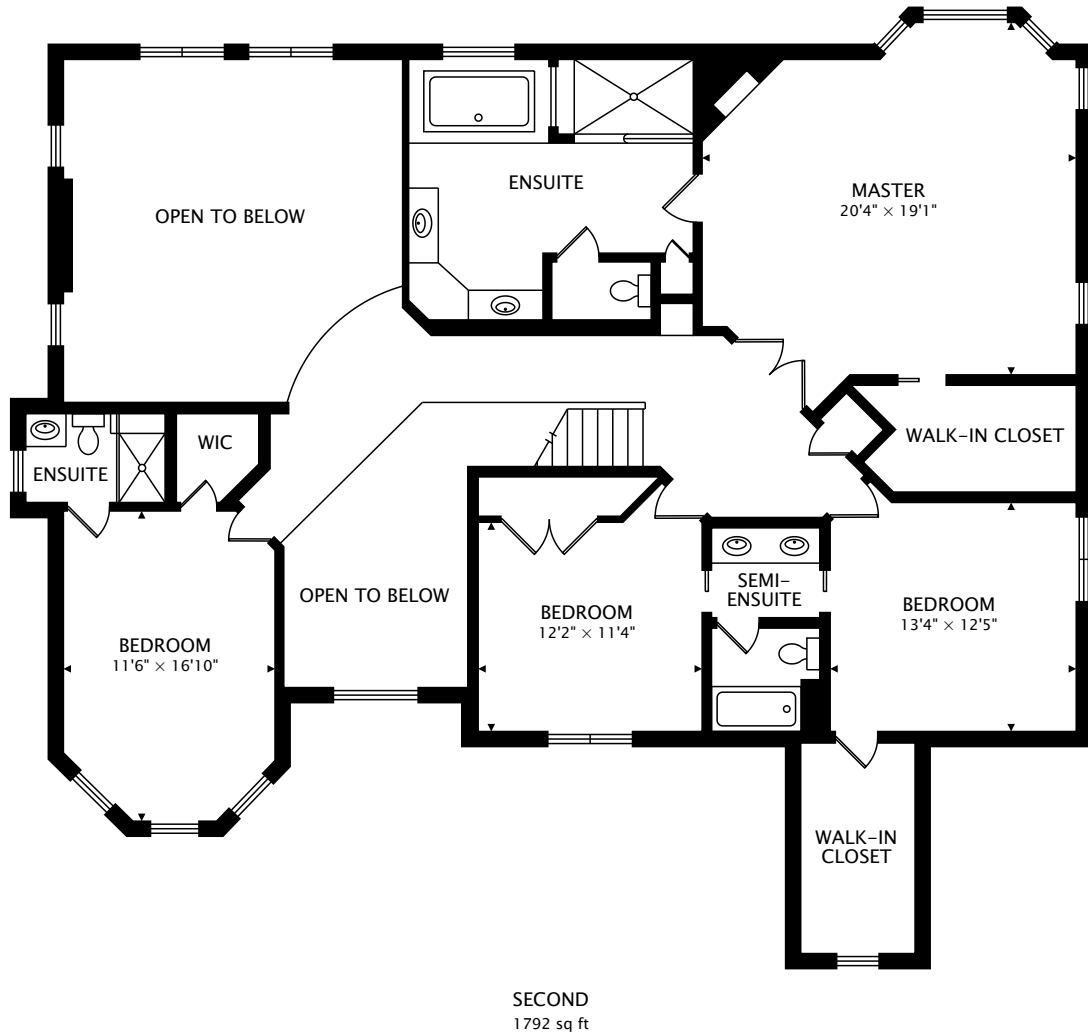 ENSUITE
MASTER
20'4" × 19'1"
OPEN TO BELOW
WIC
WALK-IN CLOSET
ENSUITE
SEMI-
ENSUITE
OPEN TO BELOW
BEDROOM
12'2" × 11'4"
BEDROOM
13'4" × 12'5"
BEDROOM
11'6" × 16'10"
WALK-IN
CLOSET
SECOND
1792 sq ft